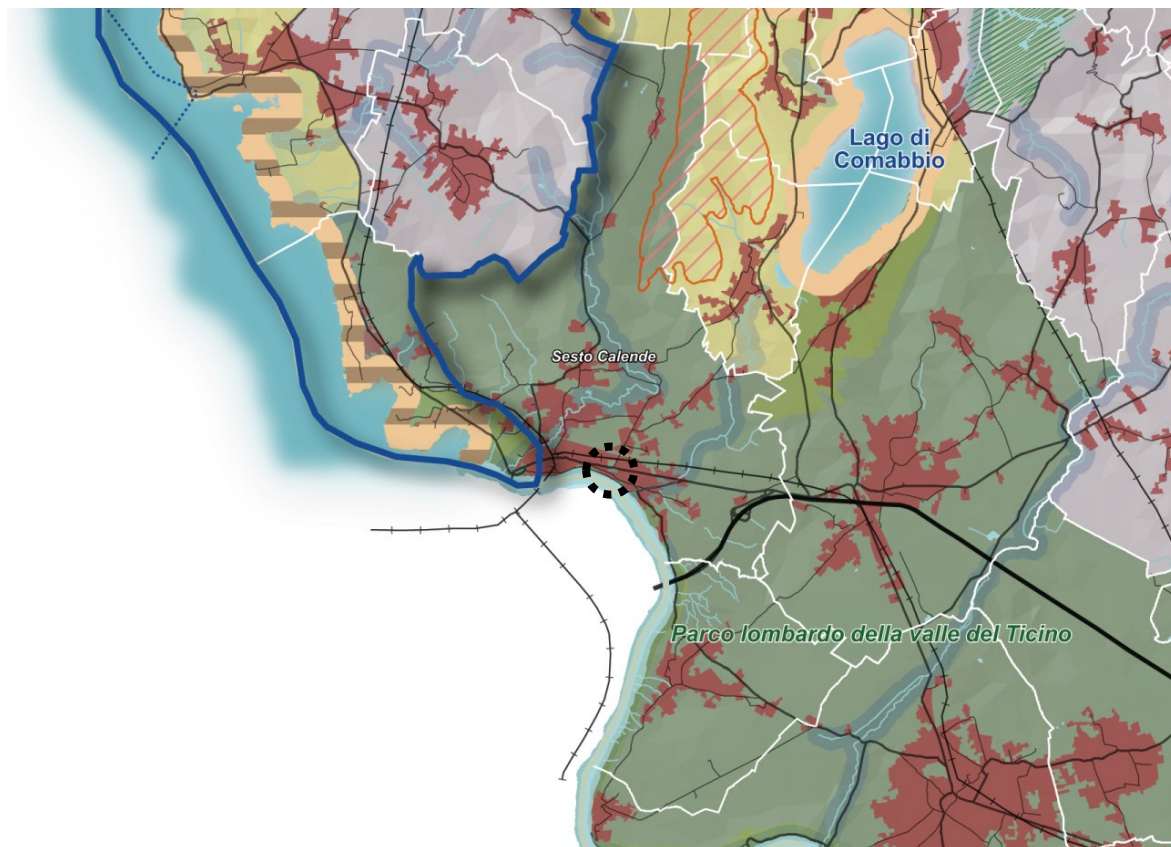 Lago di
Comabbio
Sesto Calende
Parco lombardo della valle del Ticino